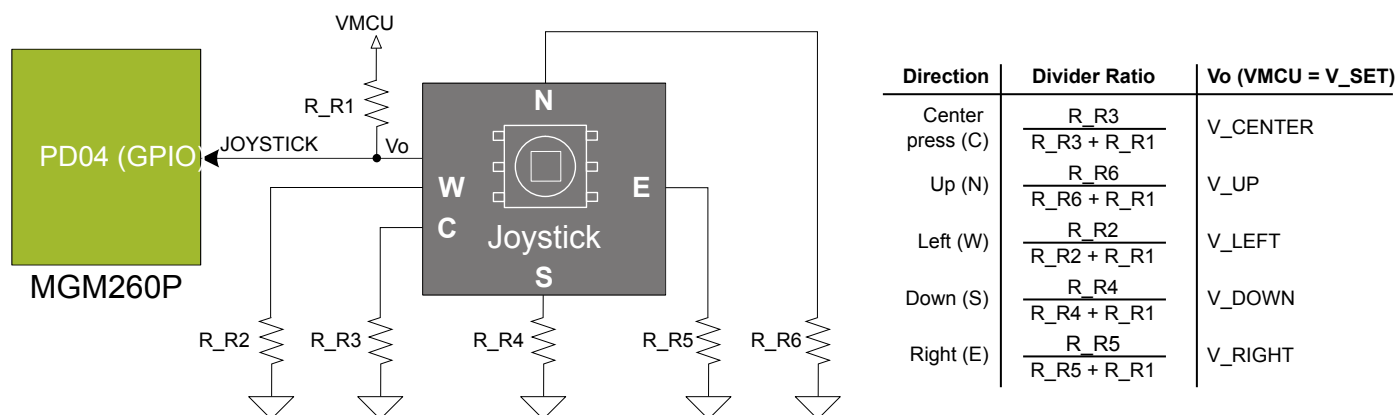 VMCU
R_R1
N
PD04 (GPIO)
JOYSTICK
Vo
W
E
C
Joystick
S
MGM260P
R_R2
R_R3
R_R4
R_R5
R_R6
Direction Divider Ratio Vo (VMCU = V_SET)
Center press (C) R_R3 V_CENTER
R_R3 + R_R1
Up (N) R_R6 V_UP
R_R6 + R_R1
Left (W) R_R2 V_LEFT
R_R2 + R_R1
Down (S) R_R4 V_DOWN
R_R4 + R_R1
Right (E) R_R5 V_RIGHT
R_R5 + R_R1